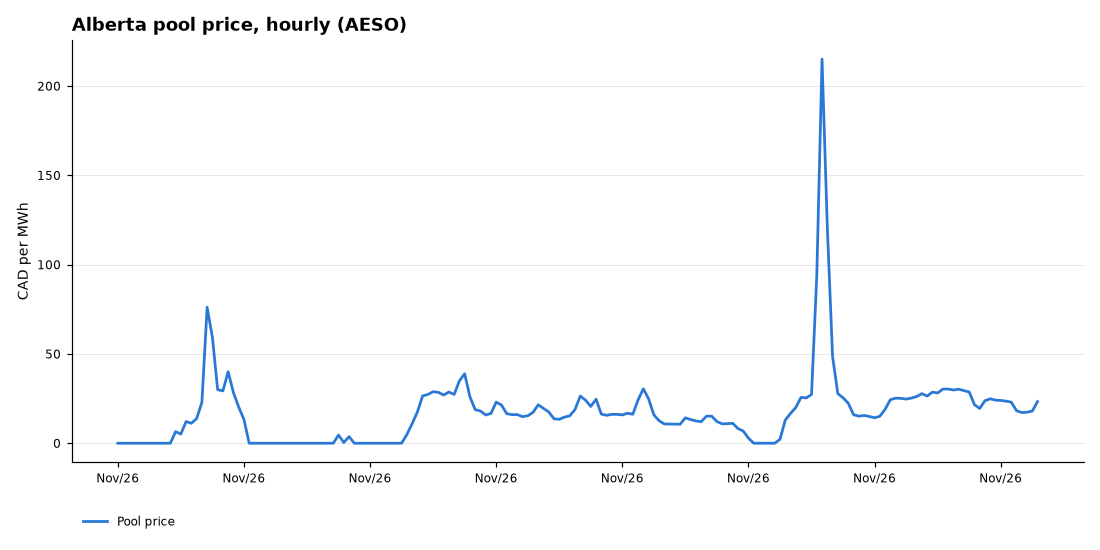 Alberta pool price, hourly (AESO)
CAD per MWh
200
150
100
50
0
Nov/26 Nov/26 Nov/26 Nov/26 Nov/26 Nov/26 Nov/26 Nov/26
Pool price